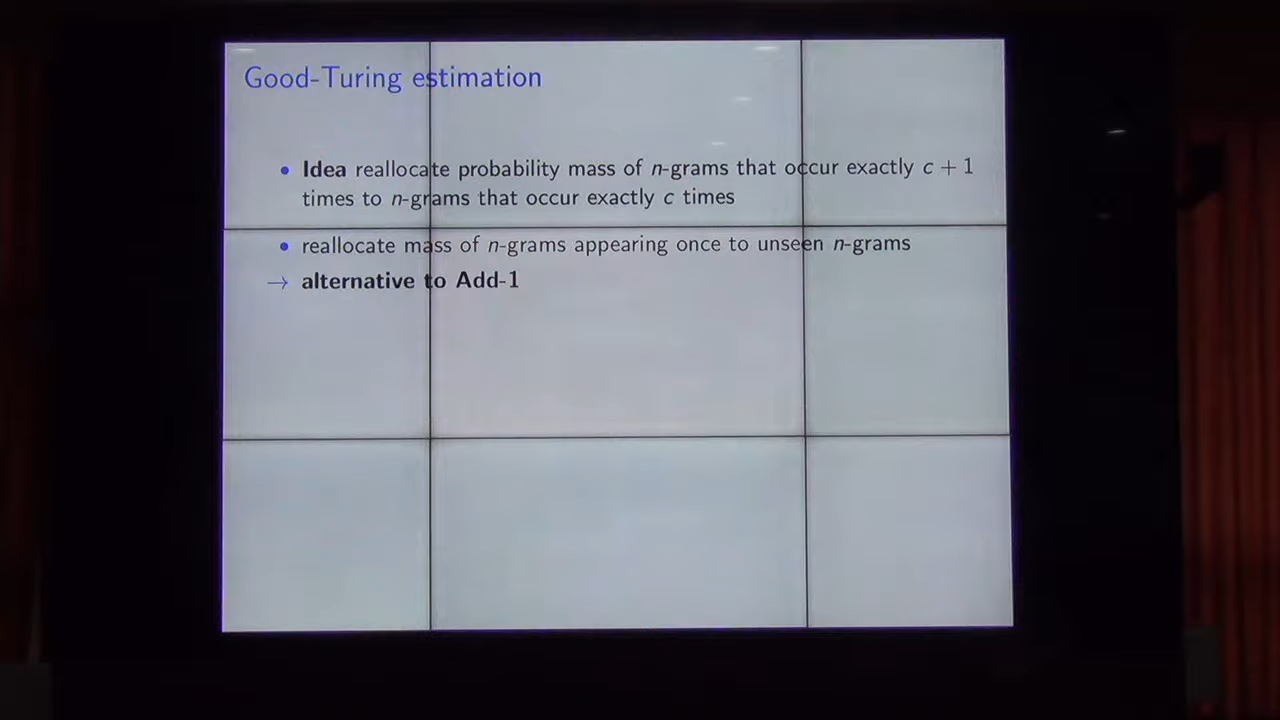 Good-Turing estimation
• Idea reallocate probability mass of n-grams that occur exactly c + 1
times to n-grams that occur exactly c times
• reallocate mass of n-grams appearing once to unseen n-grams
→ alternative to Add-1